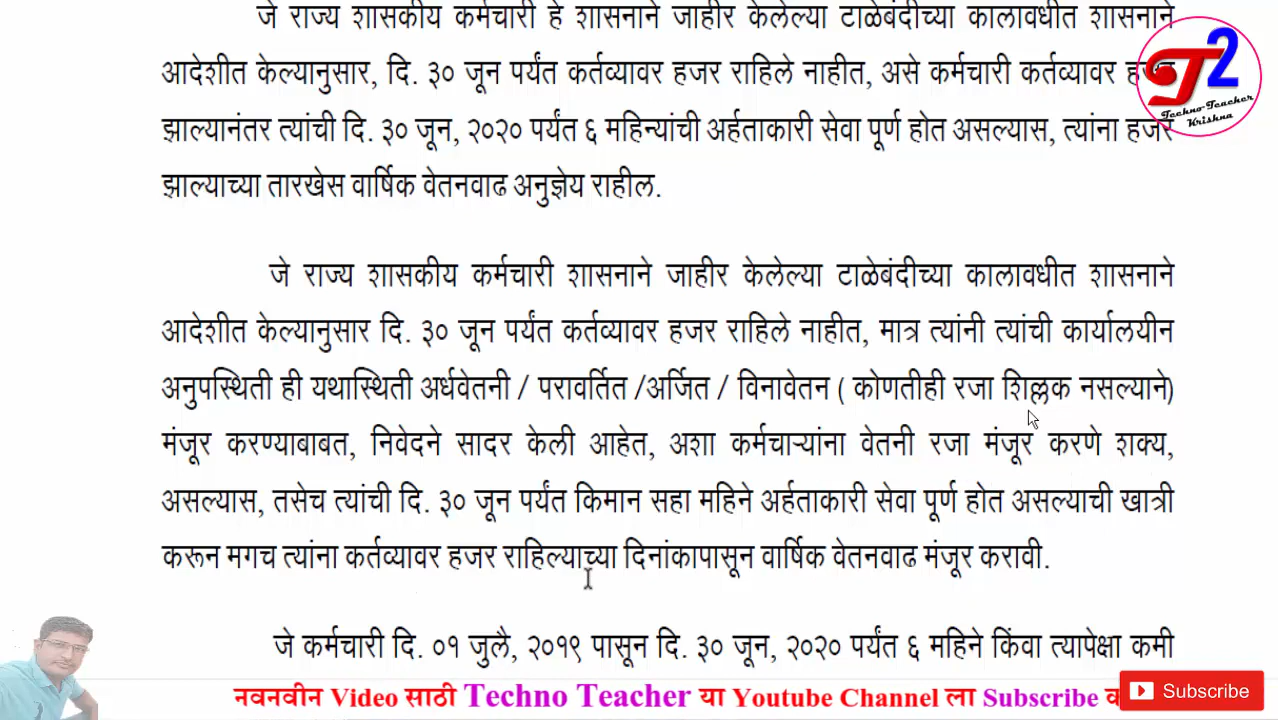 जे राज्य शासकीय कर्मचारी हे शासनाने जाहीर केलेल्या टाळेबंदीच्या कालावधीत शासनाने
आदेशीत केल्यानुसार, दि. ३० जून पर्यंत कर्तव्यावर हजर राहिले नाहीत, असे कर्मचारी कर्तव्यावर हजर
झाल्यानंतर त्यांची दि. ३० जून, २०२० पर्यंत ६ महिन्यांची अर्हताकारी सेवा पूर्ण होत असल्यास, त्यांना हजर
झाल्याच्या तारखेस वार्षिक वेतनवाढ अनुज्ञेय राहील.
T2
Techno-Teacher
Krishna
जे राज्य शासकीय कर्मचारी शासनाने जाहीर केलेल्या टाळेबंदीच्या कालावधीत शासनाने
आदेशीत केल्यानुसार दि. ३० जून पर्यंत कर्तव्यावर हजर राहिले नाहीत, मात्र त्यांनी त्यांची कार्यालयीन
अनुपस्थिती ही यथास्थिती अर्धवेतनी / परावर्तित /अर्जित / विनावेतन ( कोणतीही रजा शिल्लक नसल्याने)
मंजूर करण्याबाबत, निवेदने सादर केली आहेत, अशा कर्मचाऱ्यांना वेतनी रजा मंजूर करणे शक्य,
असल्यास, तसेच त्यांची दि. ३० जून पर्यंत किमान सहा महिने अर्हताकारी सेवा पूर्ण होत असल्याची खात्री
करून मगच त्यांना कर्तव्यावर हजर राहिल्याच्या दिनांकापासून वार्षिक वेतनवाढ मंजूर करावी.
जे कर्मचारी दि. ०१ जुलै, २०१९ पासून दि. ३० जून, २०२० पर्यंत ६ महिने किंवा त्यापेक्षा कमी
नवनवीन Video साठी Techno Teacher या Youtube Channel ला Subscribe
Subscribe